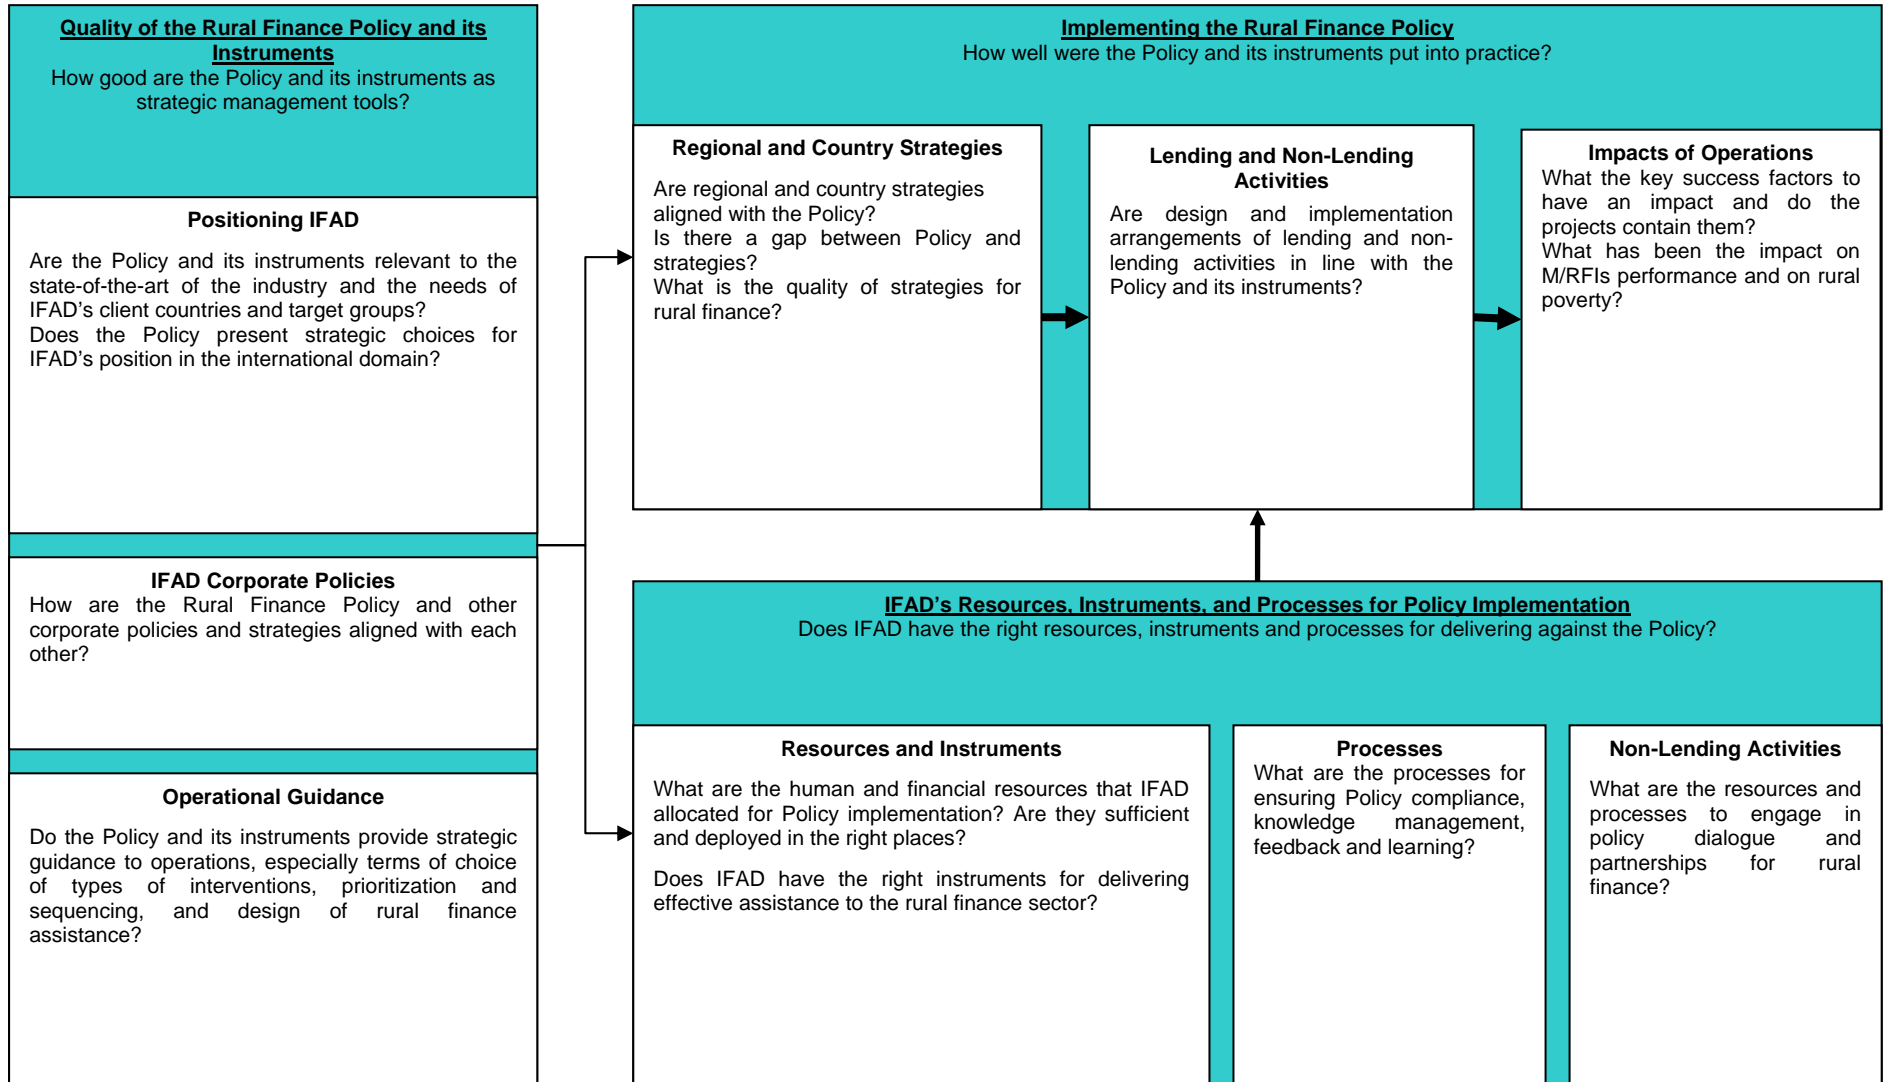 Quality of the Rural Finance Policy and its
Instruments
How good are the Policy and its instruments as
strategic management tools?
Positioning IFAD
Are the Policy and its instruments relevant to the
state-of-the-art of the industry and the needs of
IFAD's client countries and target groups?
Does the Policy present strategic choices for
IFAD's position in the international domain?
IFAD Corporate Policies
How are the Rural Finance Policy and other
corporate policies and strategies aligned with each
other?
Operational Guidance
Do the Policy and its instruments provide strategic
guidance to operations, especially terms of choice
of types of interventions, prioritization and
sequencing, and design of rural finance
assistance?
Implementing the Rural Finance Policy
How well were the Policy and its instruments put into practice?
Regional and Country Strategies
Are regional and country strategies
aligned with the Policy?
Is there a gap between Policy and
strategies?
What is the quality of strategies for
rural finance?
Lending and Non-Lending
Activities
Are design and implementation
arrangements of lending and non-
lending activities in line with the
Policy and its instruments?
Impacts of Operations
What the key success factors to
have an impact and do the
projects contain them?
What has been the impact on
M/RFIs performance and on rural
poverty?
IFAD's Resources, Instruments, and Processes for Policy Implementation
Does IFAD have the right resources, instruments and processes for delivering against the Policy?
Resources and Instruments
What are the human and financial resources that IFAD
allocated for Policy implementation? Are they sufficient
and deployed in the right places?
Does IFAD have the right instruments for delivering
effective assistance to the rural finance sector?
Processes
What are the processes for
ensuring Policy compliance,
knowledge management,
feedback and learning?
Non-Lending Activities
What are the resources and
processes to engage in
policy dialogue and
partnerships for rural
finance?